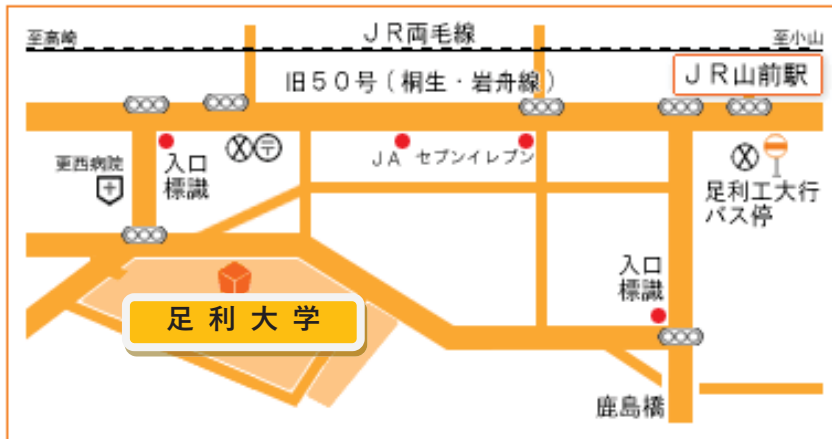 至高崎
JR両毛線
至小山
旧50号(桐生・岩舟線)
JR山前駅
更西病院
入口
標識
JA
セブンイレブン
足利工大行
バス停
入口
標識
足利大学
鹿島橋